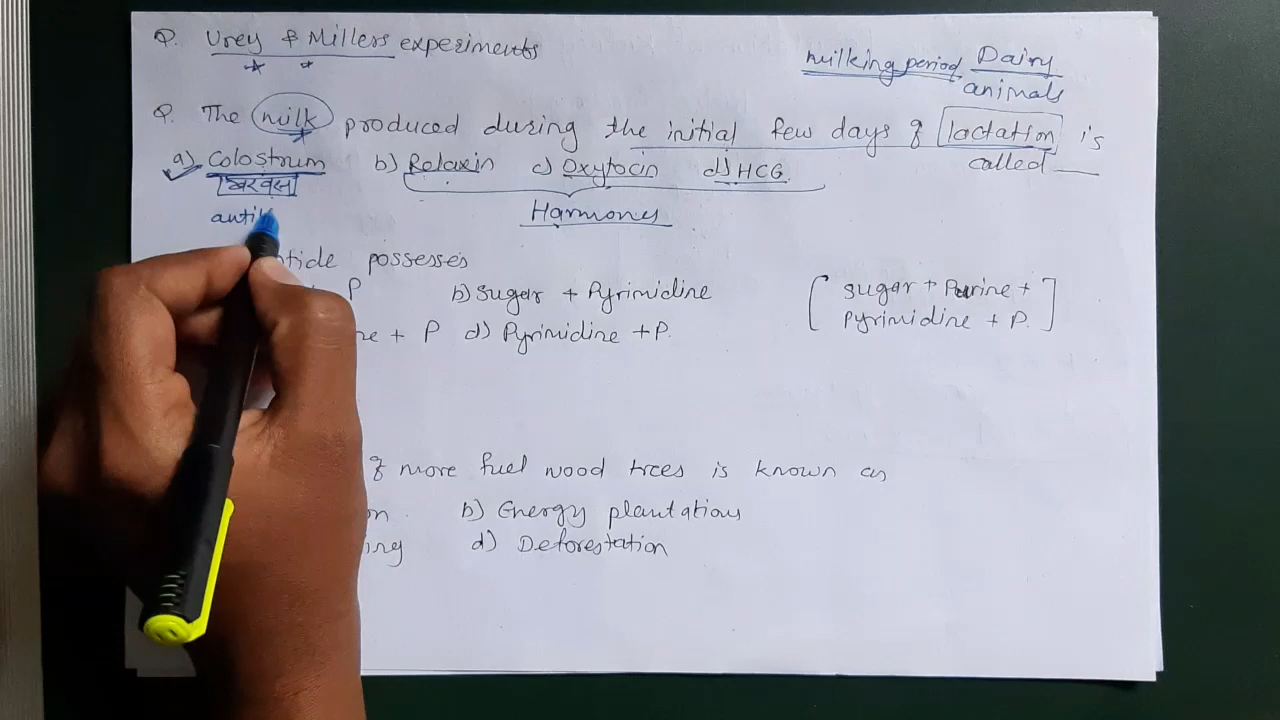 Q. Urey & Millers experiments
milking period Dairy
animals
Q. The milk produced during the initial few days of lactation is
called
a) Colostrum b) Relaxin c) Oxytocin d) HCG
खरवस
Harmones
possesses
P b) sugar + Pyrimidine
+ P d) Pyrimidine + P.
[ sugar + Purine +
Pyrimidine + P. ]
of more fuel wood trees is known as
b) Energy plantations
d) Deforestation